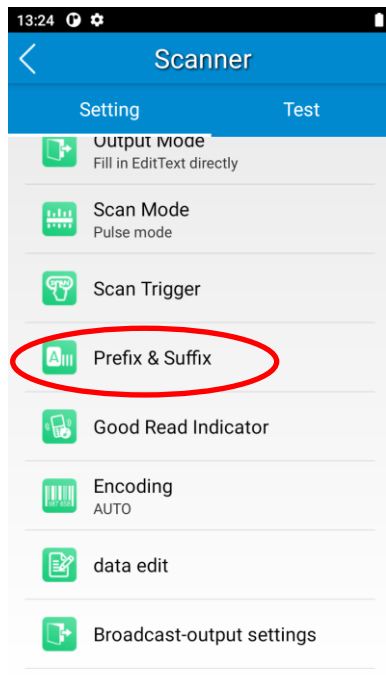 13:24
Scanner
Setting Test
Output Mode
Fill in EditText directly
Scan Mode
Pulse mode
Scan Trigger
Prefix & Suffix
Good Read Indicator
Encoding
AUTO
data edit
Broadcast-output settings